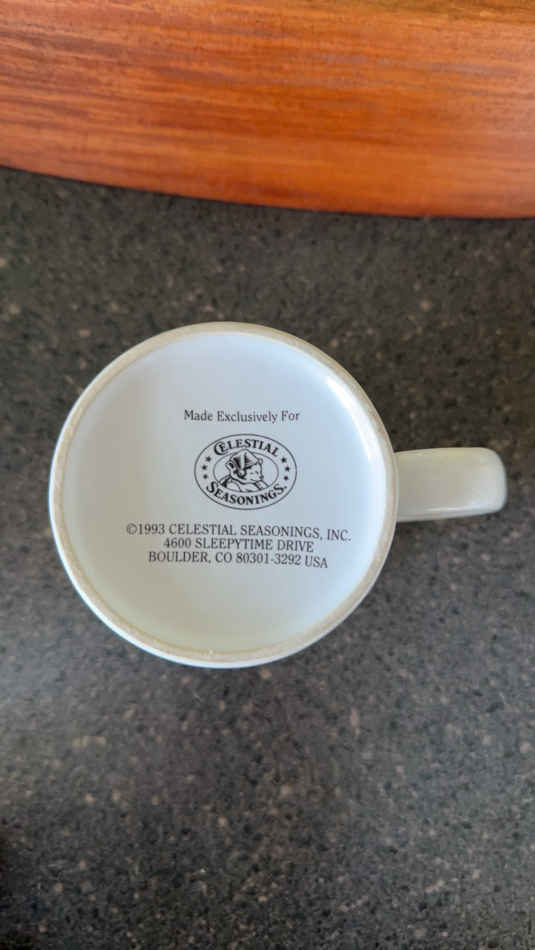 Made Exclusively For
CELESTIAL
SEASONINGS.
©1993 CELESTIAL SEASONINGS, INC.
4600 SLEEPYTIME DRIVE
BOULDER, CO 80301-3292 USA